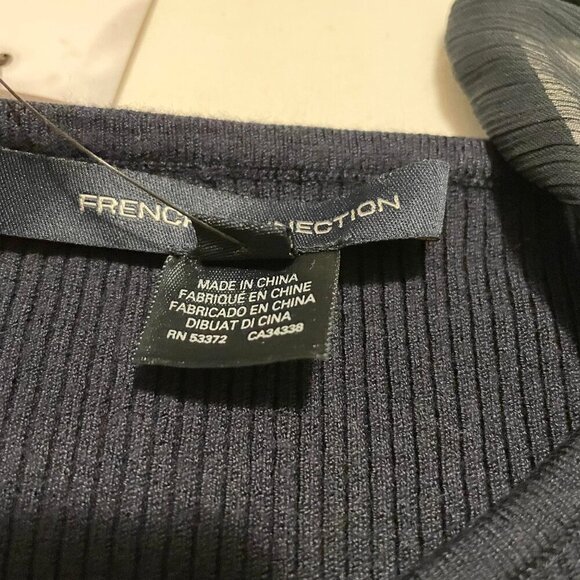 FRENC NECTION
MADE IN CHINA
FABRIQUÉ EN CHINE
FABRICADO EN CHINA
DIBUAT DI CINA
RN 53372 CA34338